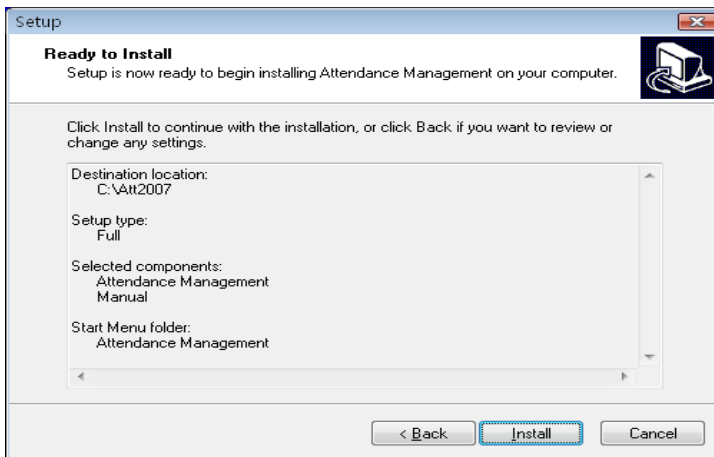 Setup
Ready to Install
Setup is now ready to begin installing Attendance Management on your computer.
Click Install to continue with the installation, or click Back if you want to review or
change any settings.
Destination location:
C:\Att2007
Setup type:
Full
Selected components:
Attendance Management
Manual
Start Menu folder:
Attendance Management
< Back
Install
Cancel